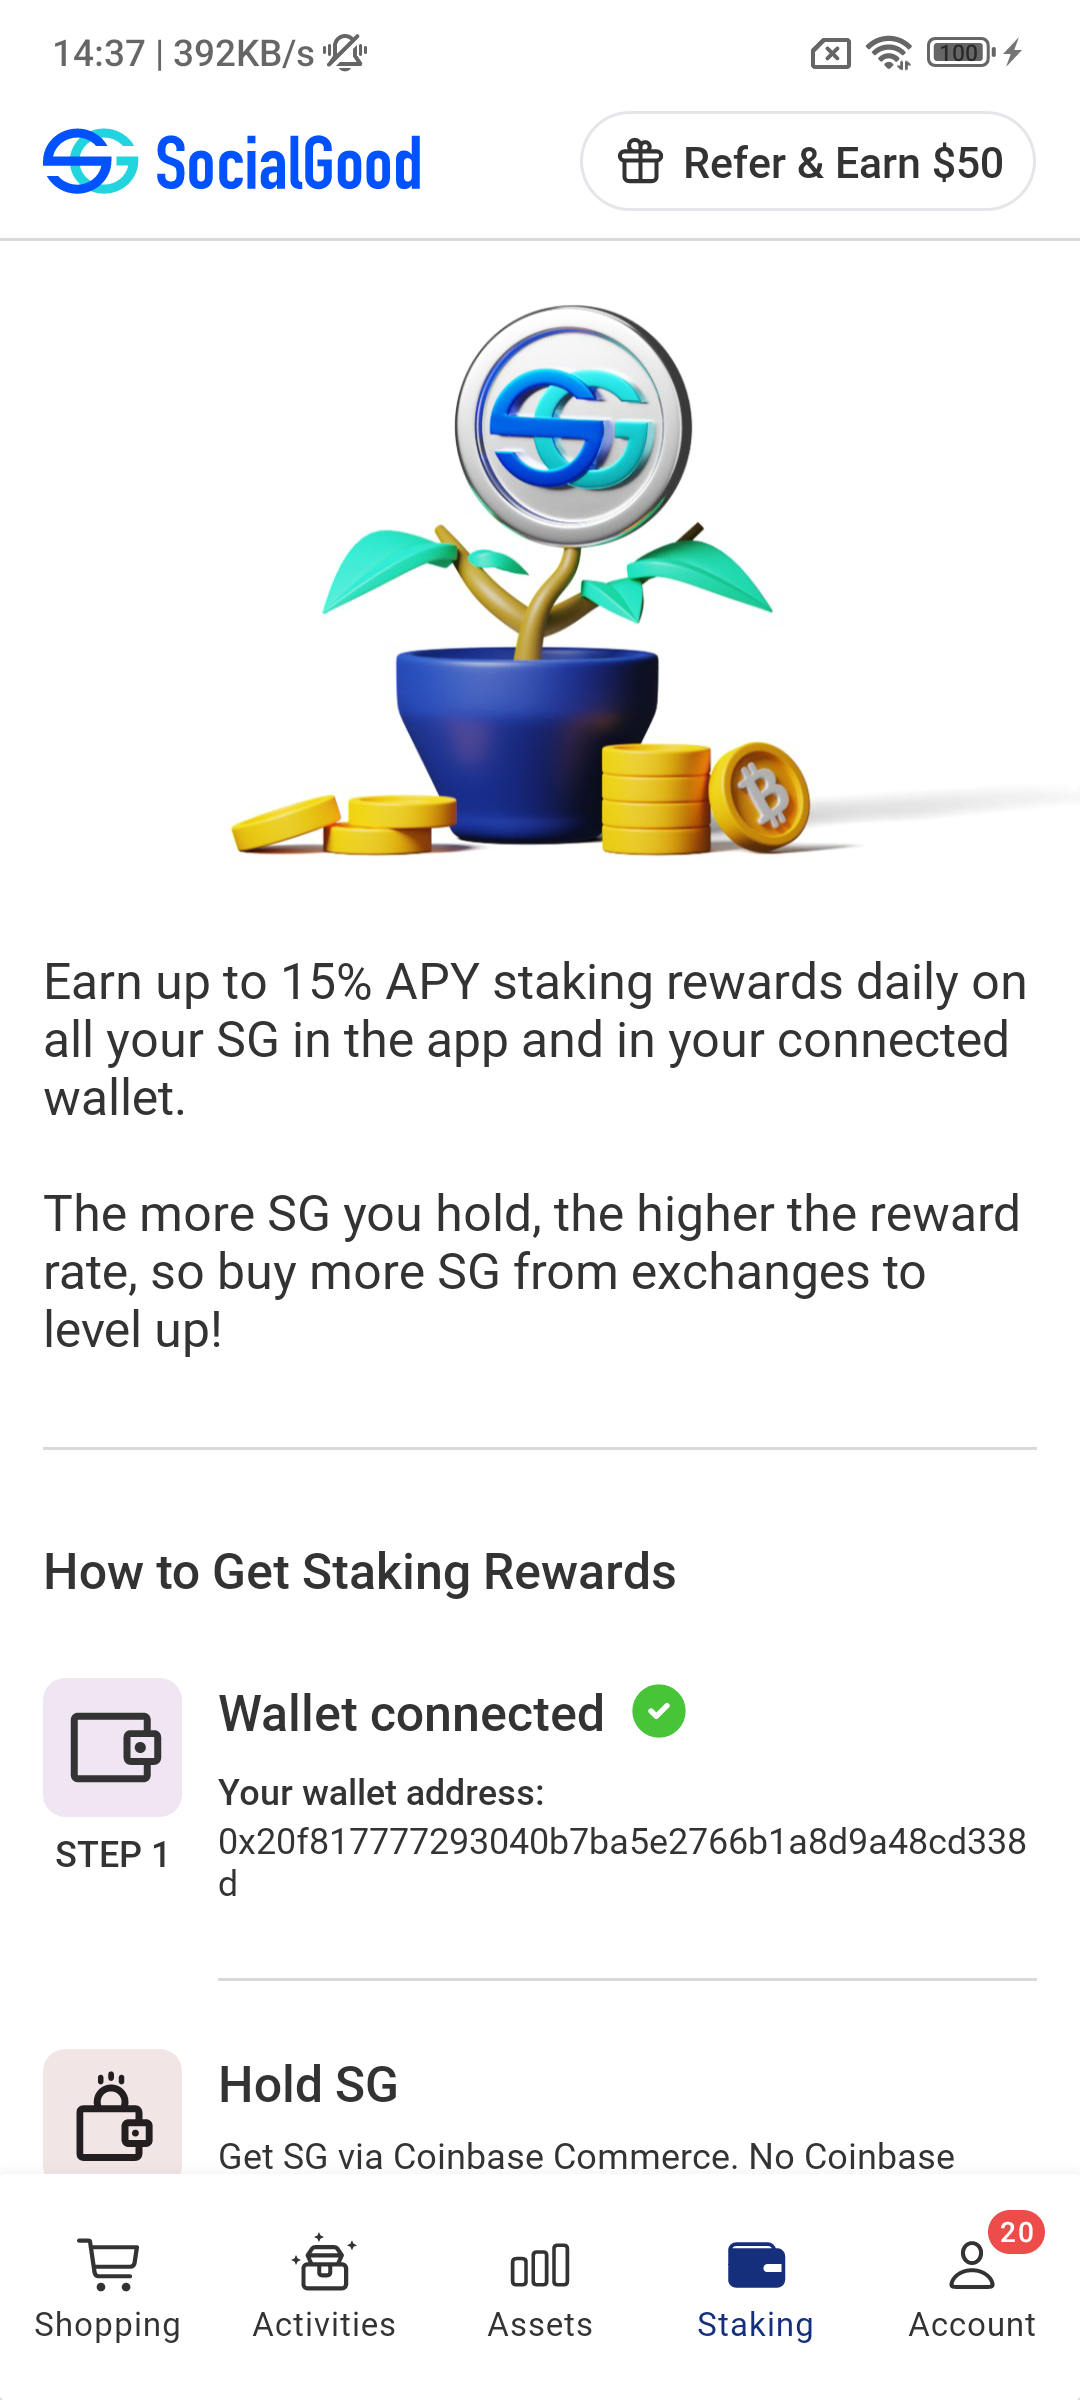 14:37 | 392KB/s
100
SocialGood
Refer & Earn $50
Earn up to 15% APY staking rewards daily on
all your SG in the app and in your connected
wallet.
The more SG you hold, the higher the reward
rate, so buy more SG from exchanges to
level up!
How to Get Staking Rewards
Wallet connected
Your wallet address:
0x20f817777293040b7ba5e2766b1a8d9a48cd338
d
STEP 1
Hold SG
Get SG via Coinbase Commerce. No Coinbase
20
Shopping
Activities
Assets
Staking
Account